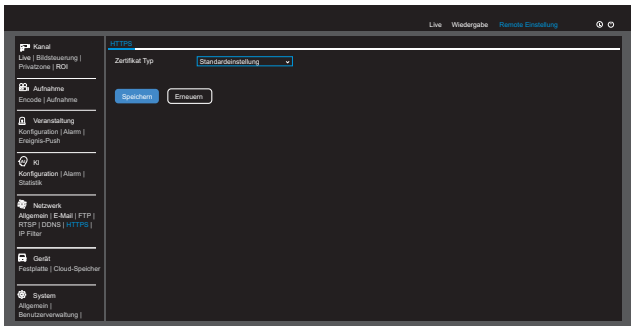 Live Wiedergabe Remote Einstellung
Kanal
Live | Bildsteuerung |
Privatzone | ROI
Aufnahme
Encode | Aufnahme
Veranstaltung
Konfiguration | Alarm |
Ereignis-Push
KI
Konfiguration | Alarm |
Statistik
Netzwerk
Allgemein | E-Mail | FTP |
RTSP | DDNS | HTTPS |
IP Filter
Gerät
Festplatte | Cloud-Speicher
System
Allgemein |
Benutzerverwaltung |
HTTPS
Zertifikat Typ Standardeinstellung
Speichern Erneuern